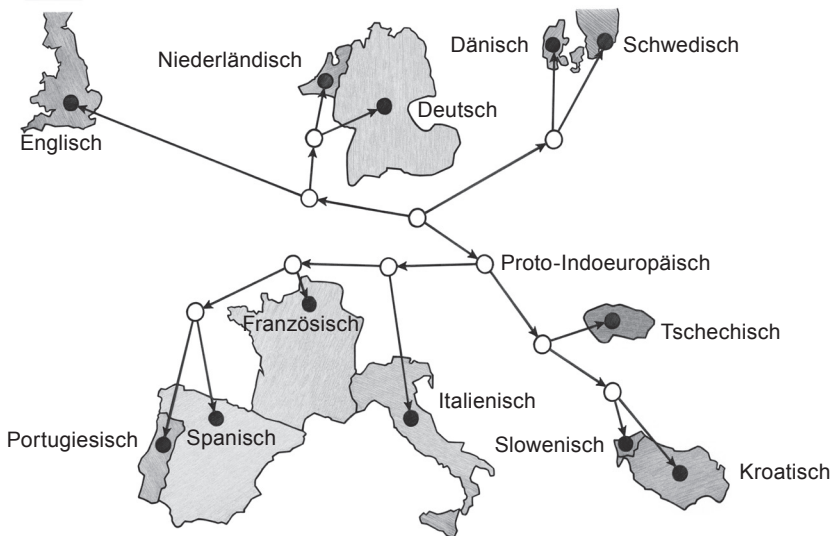 Niederländisch
Dänisch
Schwedisch
Deutsch
Englisch
Proto-Indoeuropäisch
Französisch
Tschechisch
Italienisch
Portugiesisch
Spanisch
Slowenisch
Kroatisch